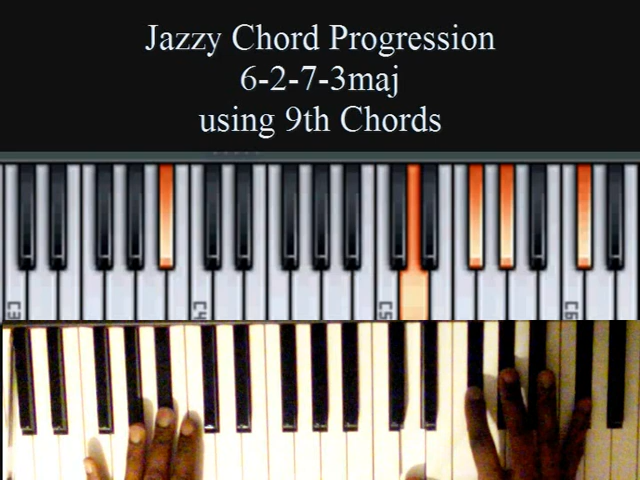 Jazzy Chord Progression
6-2-7-3maj
using 9th Chords
C3
C4
C5
C6